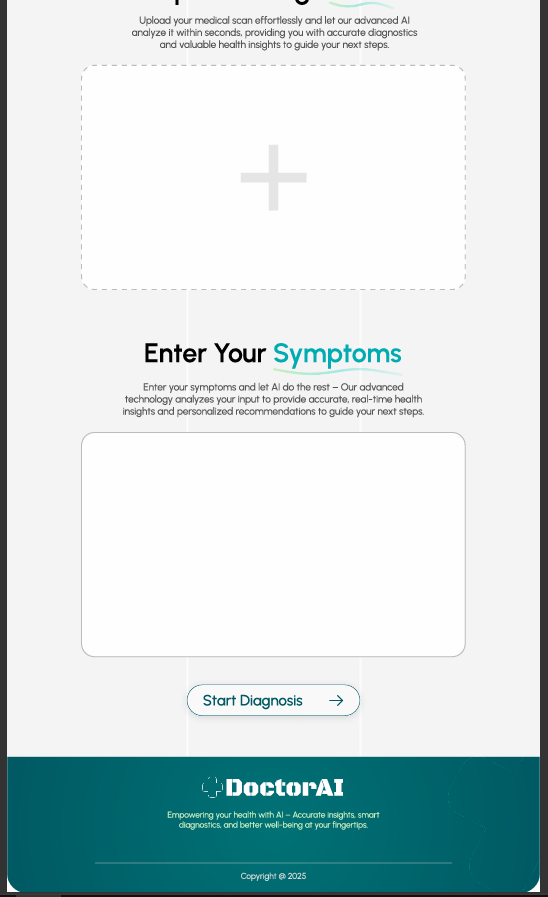 Upload your medical scan effortlessly and let our advanced AI
analyze it within seconds, providing you with accurate diagnostics
and valuable health insights to guide your next steps.
Enter Your Symptoms
Enter your symptoms and let AI do the rest – Our advanced
technology analyzes your input to provide accurate, real-time health
insights and personalized recommendations to guide your next steps.
Start Diagnosis
DoctorAI
Empowering your health with AI – Accurate insights, smart
diagnostics, and better well-being at your fingertips.
Copyright @ 2025